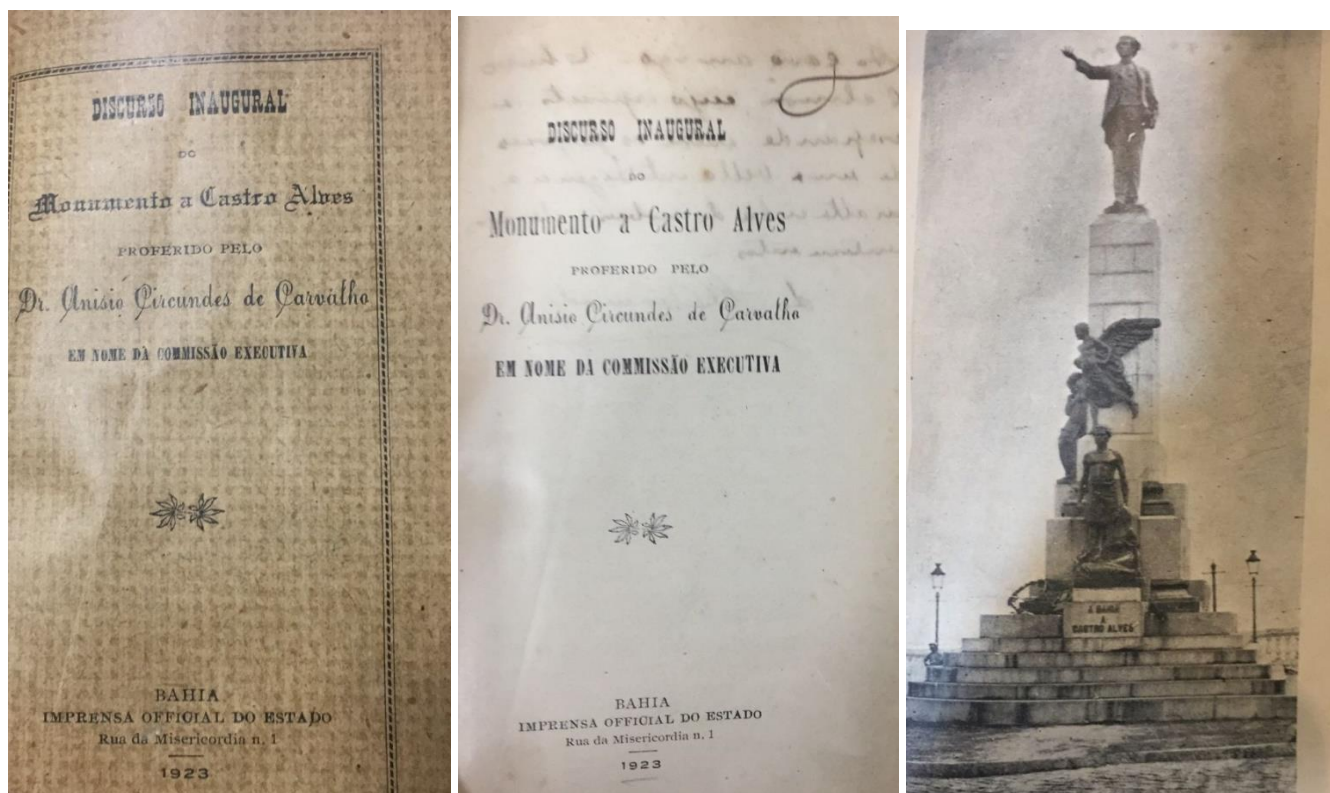 DISCURSO INAUGURAL
DO
Monumento a Castro Alves
PROFERIDO PELO
Dr. Anisio Circundes de Carvalho
EM NOME DA COMMISSÃO EXECUTIVA
BAHIA
IMPRENSA OFFICIAL DO ESTADO
Rua da Misericordia n. 1
1923
DISCURSO INAUGURAL
DO
Monumento a Castro Alves
PROFERIDO PELO
Dr. Anisio Circundes de Carvalho
EM NOME DA COMMISSÃO EXECUTIVA
BAHIA
IMPRENSA OFFICIAL DO ESTADO
Rua da Misericordia n. 1
1923
A BAHIA
A
CASTRO ALVES